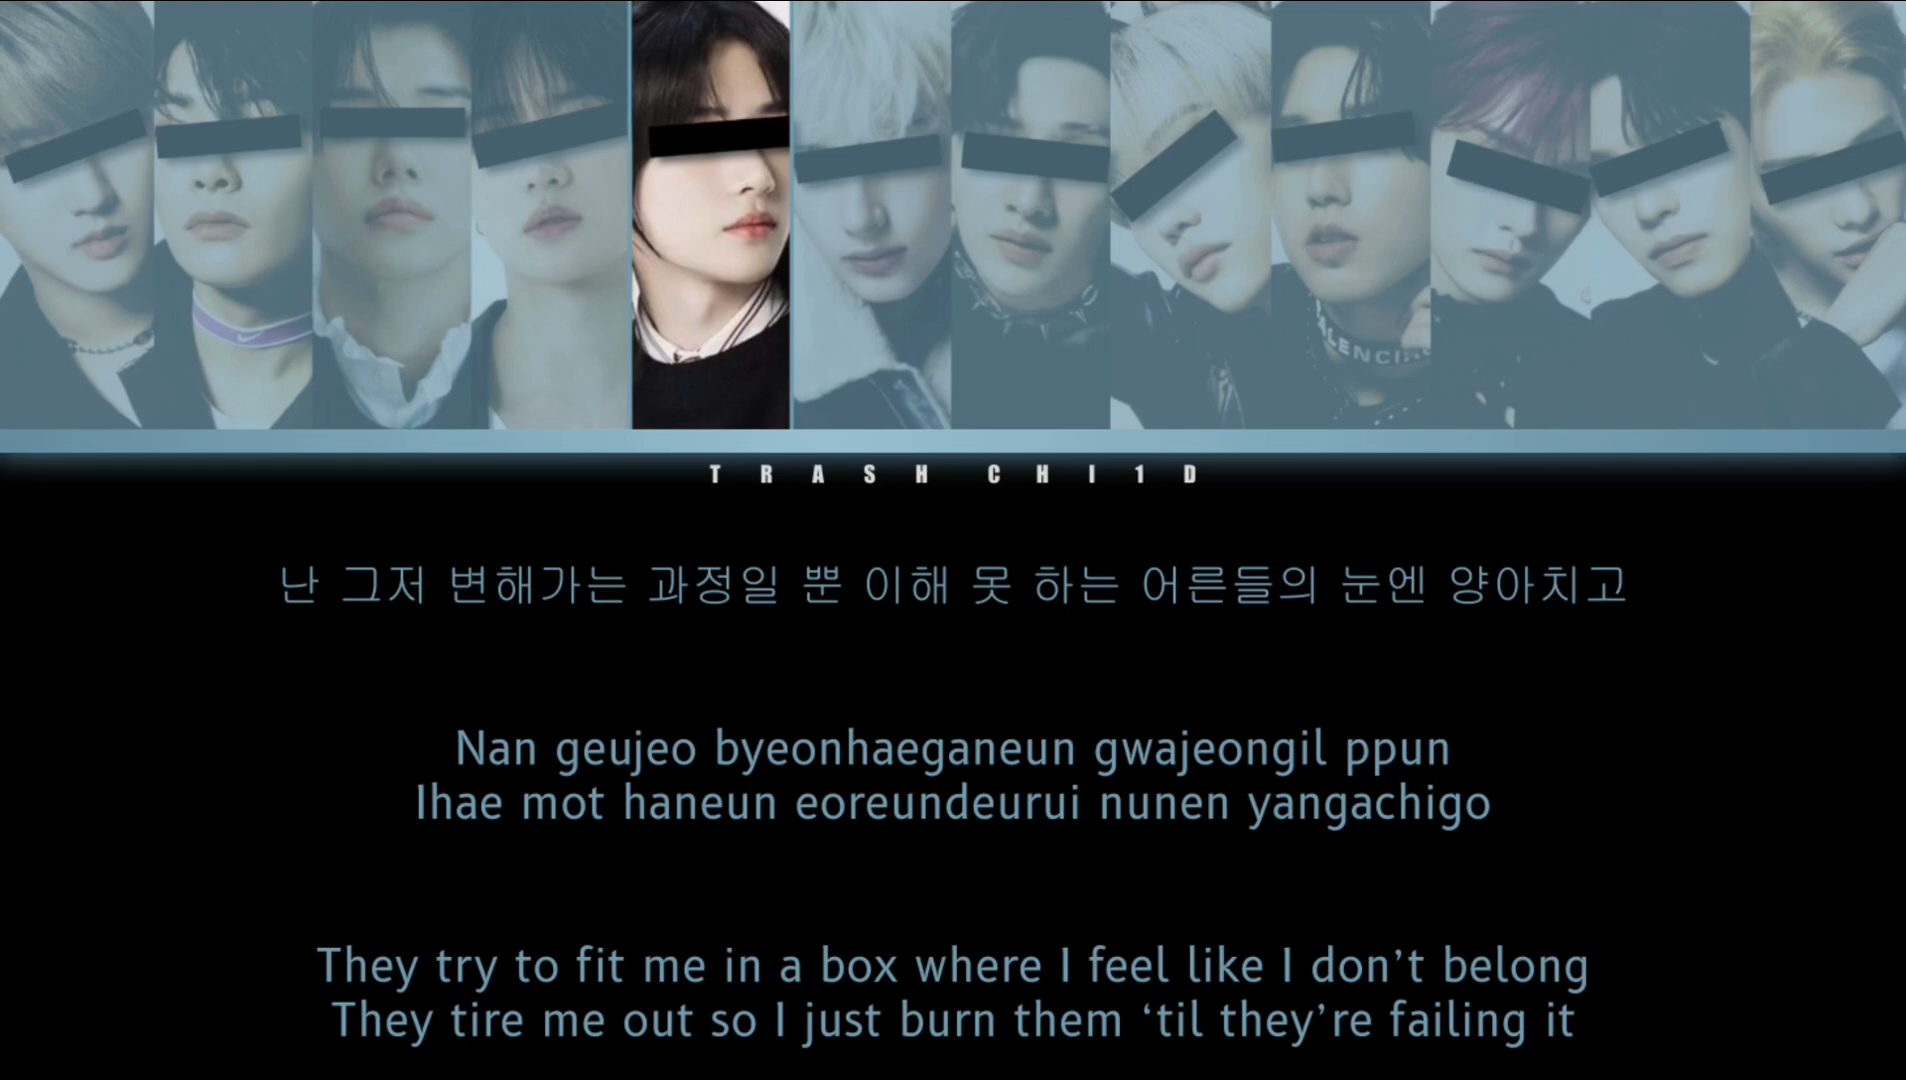 LENCIA
T R A S H C H I 1 D
난 그저 변해가는 과정일 뿐 이해 못 하는 어른들의 눈엔 양아치고
Nan geujeo byeonhaeganeun gwajeongil ppun
Ihae mot haneun eoreundeurui nunen yangachigo
They try to fit me in a box where I feel like I don’t belong
They tire me out so I just burn them ‘til they’re failing it